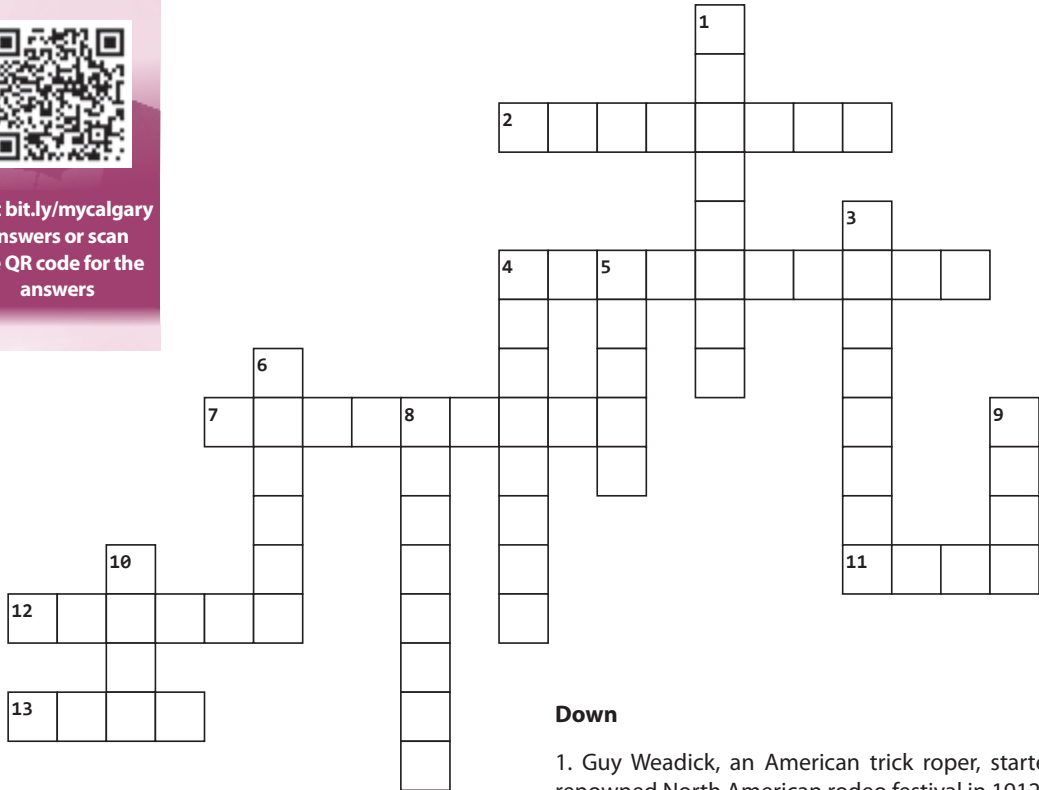 bit.ly/mycalgary
or scan
QR code for the
answers
1
2
3
4 5
6
7 8 9
10
11
12
13
Down
1. Guy Weadick, an American trick roper,
renowned North American rodeo festival in 1912